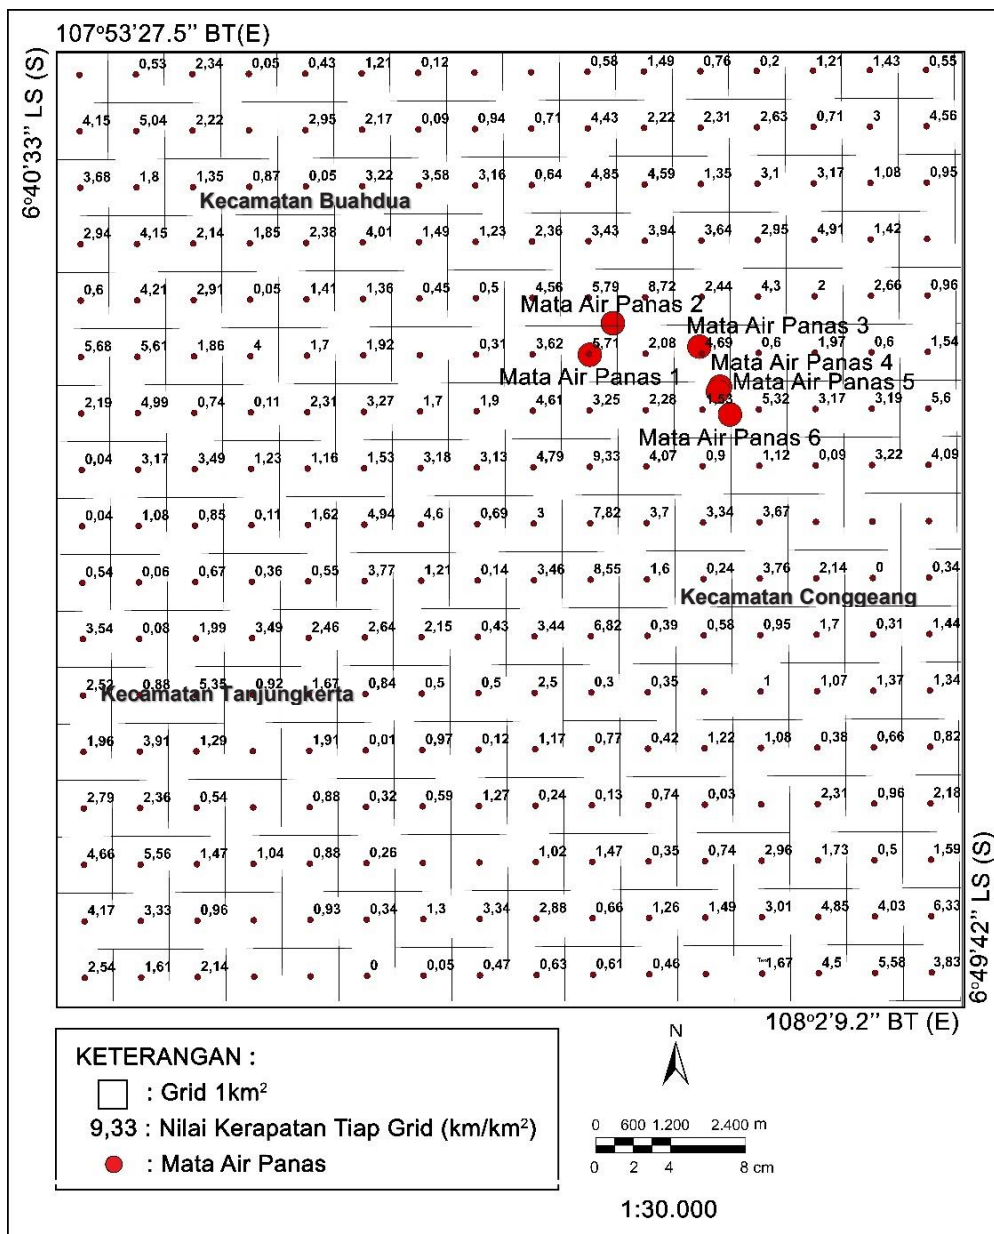 107°53'27.5” BT(E)
6°40'33” LS (S)
0,53 2,34 0,05 0,43 1,21 0,12 0,58 1,49 0,76 0,2 1,21 1,43 0,55
4,15 5,04 2,22 2,95 2,17 0,09 0,94 0,71 4,43 2,22 2,31 2,63 0,71 3 4,56
3,68 1,8 1,35 0,87 0,05 3,22 3,58 3,16 0,64 4,85 4,59 1,35 3,1 3,17 1,08 0,95
Kecamatan Buahdua
2,94 4,15 2,14 1,85 2,38 4,01 1,49 1,23 2,36 3,43 3,94 3,64 2,95 4,91 1,42
0,6 4,21 2,91 0,05 1,41 1,36 0,45 0,5 4,56 5,79 8,72 2,44 4,3 2 2,66 0,96
Mata Air Panas 2
Mata Air Panas 3
5,68 5,61 1,86 4 1,7 1,92 0,31 3,62 5,71 2,08 4,69 0,6 1,97 0,6 1,54
Mata Air Panas 4
Mata Air Panas 1
Mata Air Panas 5
2,19 4,99 0,74 0,11 2,31 3,27 1,7 1,9 4,61 3,25 2,28 1,53 5,32 3,17 3,19 5,6
Mata Air Panas 6
0,04 3,17 3,49 1,23 1,16 1,53 3,18 3,13 4,79 9,33 4,07 0,9 1,12 0,09 3,22 4,09
0,04 1,08 0,85 0,11 1,62 4,94 4,6 0,69 3 7,82 3,7 3,34 3,67
0,54 0,06 0,67 0,36 0,55 3,77 1,21 0,14 3,46 8,55 1,6 0,24 3,76 2,14 0 0,34
Kecamatan Conggeang
3,54 0,08 1,99 3,49 2,46 2,64 2,15 0,43 3,44 6,82 0,39 0,58 0,95 1,7 0,31 1,44
2,52 0,88 5,35 0,92 1,67 0,84 0,5 0,5 2,5 0,3 0,35 1 1,07 1,37 1,34
Kecamatan Tanjungkerta
1,96 3,91 1,29 1,91 0,01 0,97 0,12 1,17 0,77 0,42 1,22 1,08 0,38 0,66 0,82
2,79 2,36 0,54 0,88 0,32 0,59 1,27 0,24 0,13 0,74 0,03 2,31 0,96 2,18
4,66 5,56 1,47 1,04 0,88 0,26 1,02 1,47 0,35 0,74 2,96 1,73 0,5 1,59
4,17 3,33 0,96 0,93 0,34 1,3 3,34 2,88 0,66 1,26 1,49 3,01 4,85 4,03 6,33
2,54 1,61 2,14 0 0,05 0,47 0,63 0,61 0,46 1,67 4,5 5,58 3,83
6°49'42” LS (S)
108°2'9.2” BT (E)
KETERANGAN :
: Grid 1km²
9,33 : Nilai Kerapatan Tiap Grid (km/km²)
: Mata Air Panas
N
0 600 1.200 2.400 m
0 2 4 8 cm
1:30.000